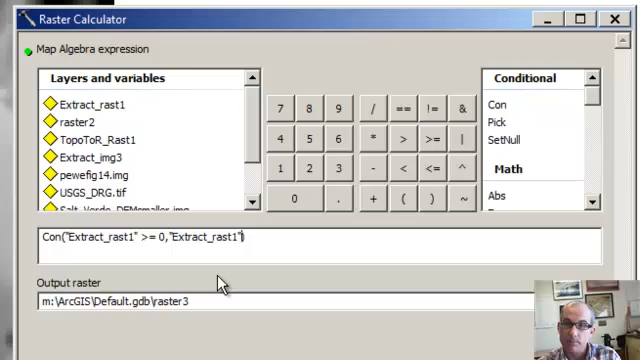 Raster Calculator
Map Algebra expression
Layers and variables
Extract_rast1
raster2
TopoToR_Rast1
Extract_img3
pewefig14.img
USGS_DRG.tif
Salt_Verde_DEMsmaller.img
7 8 9 / == != &
4 5 6 * > >= |
1 2 3 - < <= ^
0 . + ( ) ~
Conditional
Con
Pick
SetNull
Math
Abs
Con("Extract_rast1" >= 0,"Extract_rast1")
Output raster
m:\ArcGIS\Default.gdb\raster3